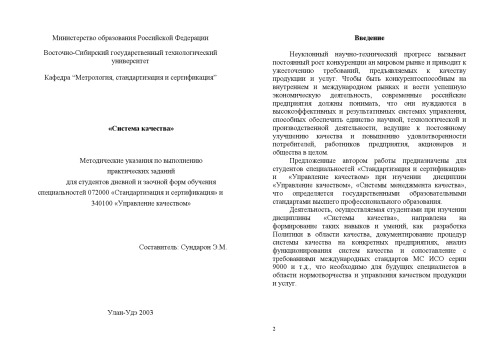 Министерство образования Российской Федерации
Восточно-Сибирский государственный технологический
университет
Кафедра “Метрология, стандартизация и сертификация”
«Система качества»
Методические указания по выполнению
практических заданий
для студентов дневной и заочной форм обучения
специальностей 072000 «Стандартизация и сертификация» и
340100 «Управление качеством»
Составитель Сундарон Э.М.
Улан-Удэ 2003
Введение
Неуклонный научно-технический прогресс вызывает
постоянный рост конкуренции ан мировом рынке и приводит к
ужесточению требований, предъявляемых к качеству
продукции и услуг. Чтобы быть конкурентоспособным на
внутреннем и международном рынках и вести успешную
экономическую деятельность, современные российские
предприятия должны понимать, что они нуждаются в
высокоэффективных и результативных системах управления,
способных обеспечить единство научной, технологической и
производственной деятельности, ведущие к постоянному
улучшению качества и повышению удовлетворенности
потребителей, работников предприятия, акционеров и
общества в целом.
Предложенные автором работы предназначены для
студентов специальностей «Стандартизация и сертификация»
и «Управление качеством» при изучении дисциплин
«Управление качеством», «Системы менеджмента качества»,
что определяется государственными образовательными
стандартами высшего профессионального образования.
Деятельность, осуществляемая студентами при изучении
дисциплины «Системы качества», направлена на
формирование таких навыков и умений, как разработка
Политики в области качества, документирование процедур
системы качества на конкретных предприятиях, анализ
функционирования систем качества и сопоставление с
требованиями международных стандартов МС ИСО серии
9000 и т.д., что необходимо для будущих специалистов в
области нормотворчества и управления качеством продукции
и услуг.
2